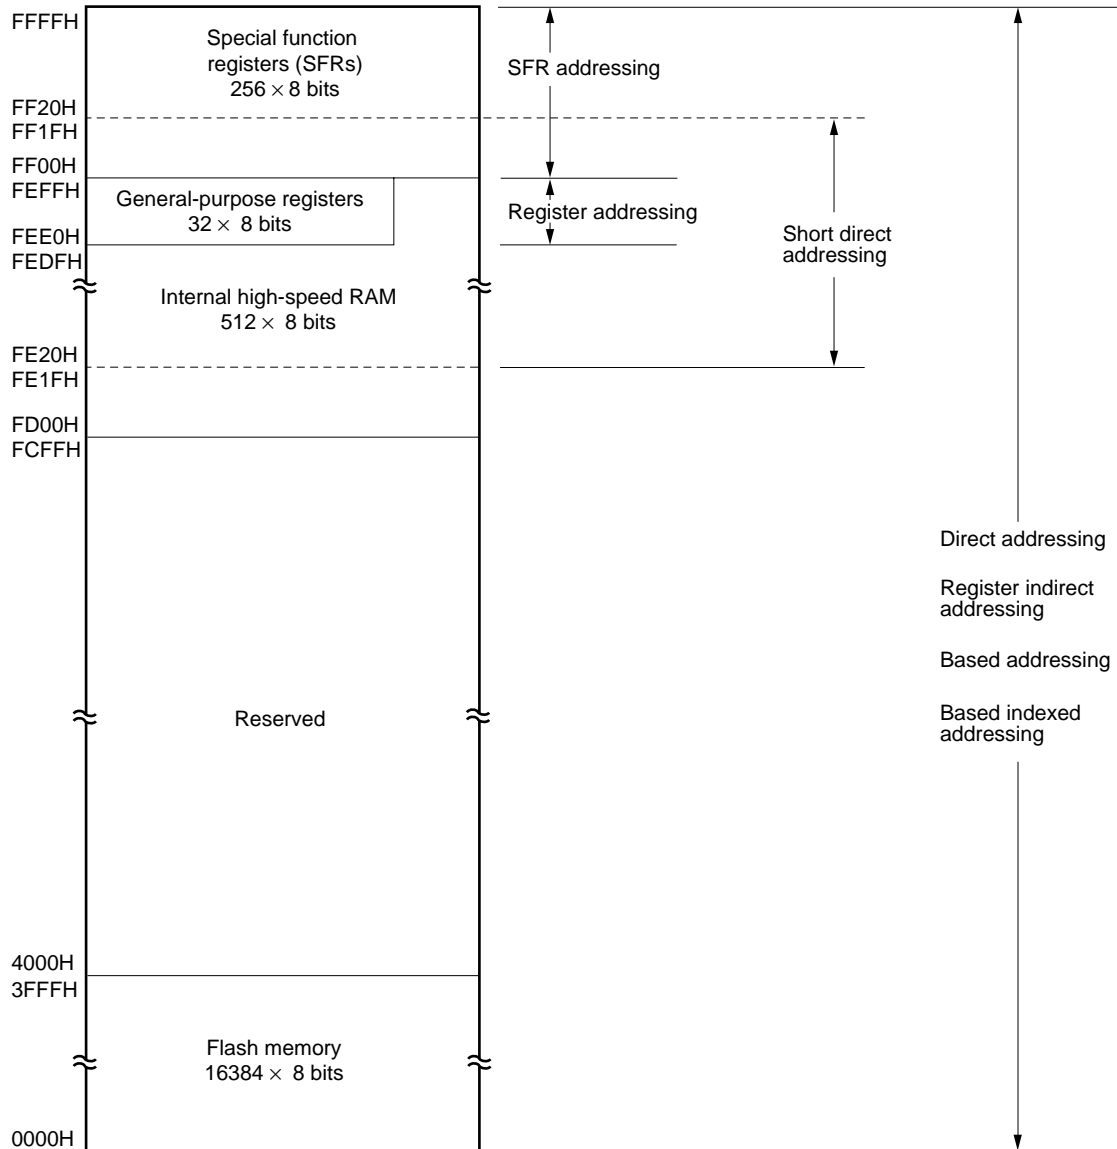 FFFFH
Special function
registers (SFRs)
256 × 8 bits
SFR addressing
FF20H
FF1FH
FF00H
FEFFH
General-purpose registers
32 × 8 bits
Register addressing
FEE0H
FEDFH
Short direct
addressing
Internal high-speed RAM
512 × 8 bits
FE20H
FE1FH
FD00H
FCFFH
Direct addressing
Register indirect
addressing
Based addressing
Based indexed
addressing
Reserved
4000H
3FFFH
Flash memory
16384 × 8 bits
0000H